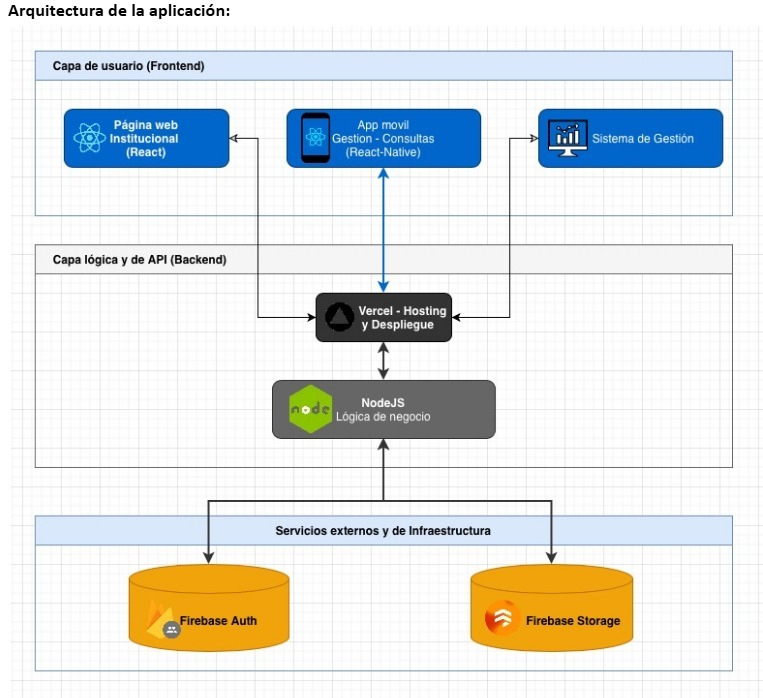 Arquitectura de la aplicación:
Capa de usuario (Frontend)
Página web
Institucional
(React)
App movil
Gestion - Consultas
(React-Native)
Sistema de Gestión
Capa lógica y de API (Backend)
Vercel - Hosting
y Despliegue
node
NodeJS
Lógica de negocio
Servicios externos y de Infraestructura
Firebase Auth
Firebase Storage